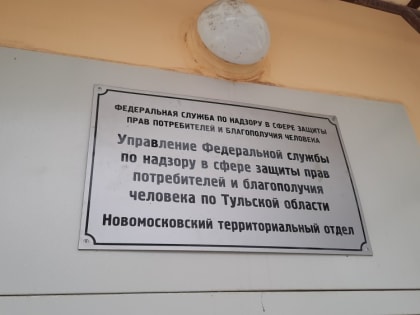 ФЕДЕРАЛЬНАЯ СЛУЖБА ПО НАДЗОРУ В СФЕРЕ ЗАЩИТЫ
ПРАВ ПОТРЕБИТЕЛЕЙ И БЛАГОПОЛУЧИЯ ЧЕЛОВЕКА
Управление Федеральной службы
по надзору в сфере защиты прав
потребителей и благополучия
человека по Тульской области
Новомосковский территориальный отдел